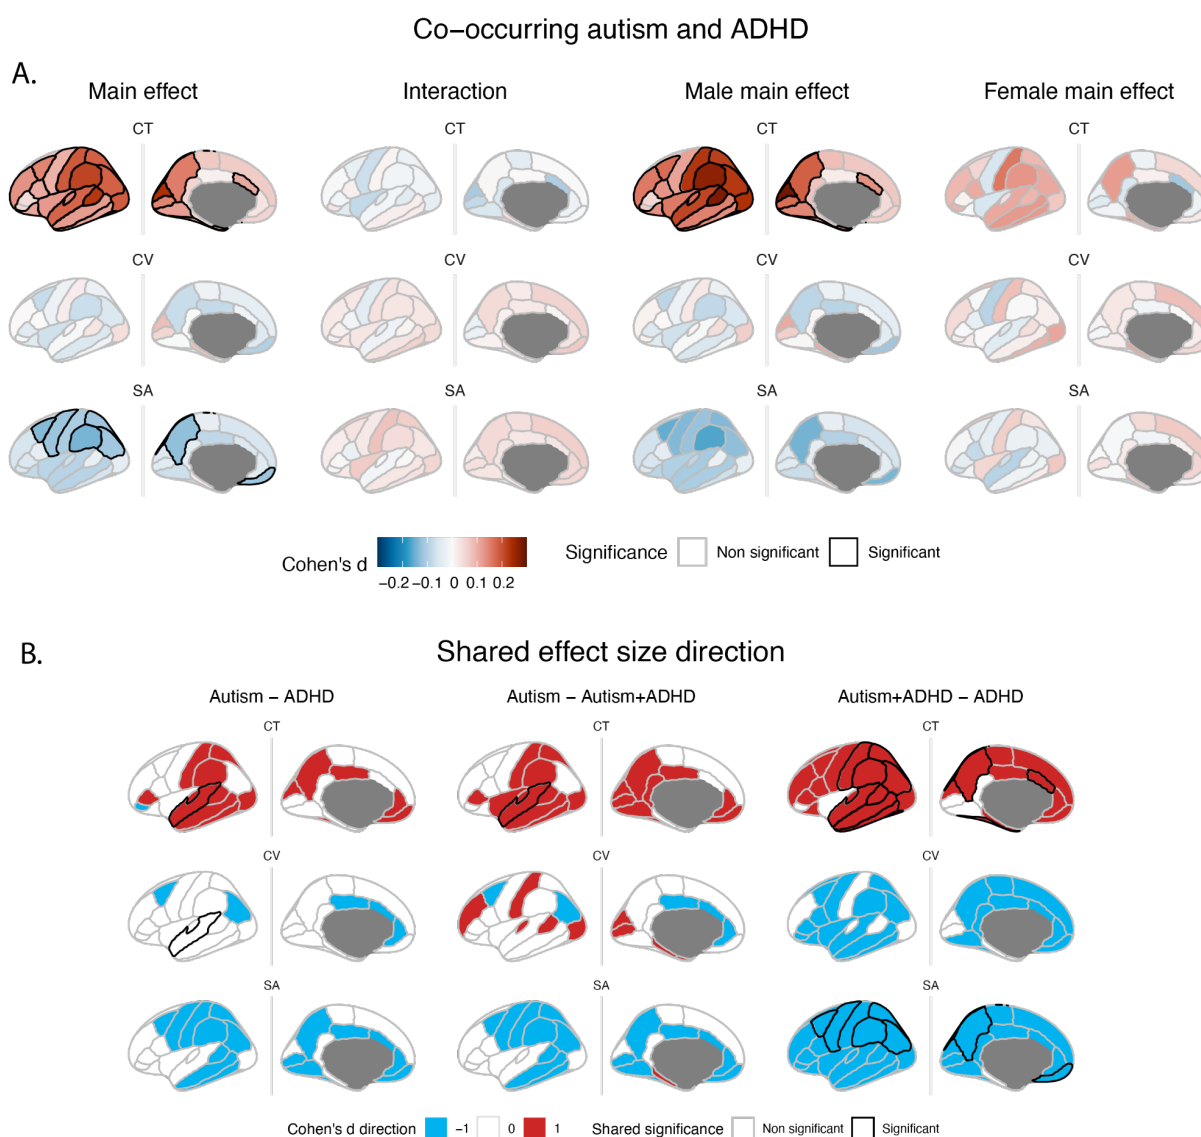 Co-occurring autism and ADHD
A.
Main effect
Interaction
Male main effect
Female main effect
CT
CT
CT
CT
CV
CV
CV
CV
SA
SA
SA
SA
Cohen's d
−0.2 −0.1 0 0.1 0.2
Significance Non significant Significant
B.
Shared effect size direction
Autism − ADHD
Autism − Autism+ADHD
Autism+ADHD − ADHD
CT
CT
CT
CV
CV
CV
SA
SA
SA
Cohen's d direction −1 0 1 Shared significance Non significant Significant